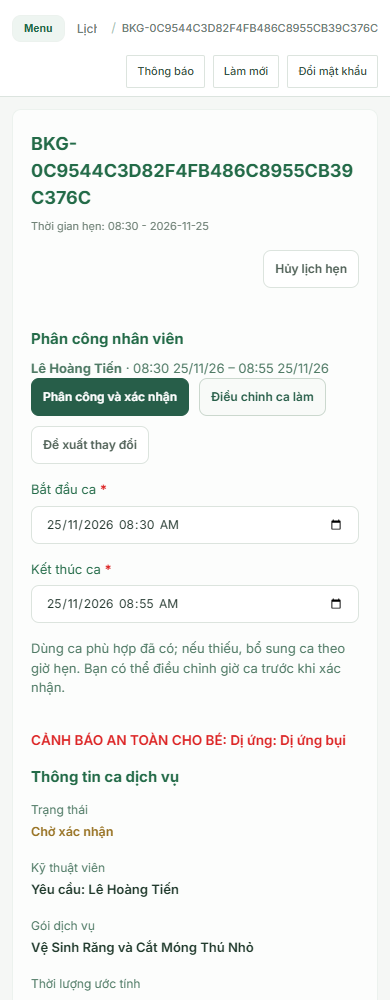 Menu
Lịch / BKG-0C9544C3D82F4FB486C8955CB39C376C
Thông báo
Làm mới
Đổi mật khẩu
BKG-
0C9544C3D82F4FB486C8955CB39
C376C
Thời gian hẹn: 08:30 - 2026-11-25
Hủy lịch hẹn
Phân công nhân viên
Lê Hoàng Tiến · 08:30 25/11/26 – 08:55 25/11/26
Phân công và xác nhận
Điều chỉnh ca làm
Đề xuất thay đổi
Bắt đầu ca *
25/11/2026 08:30 AM
Kết thúc ca *
25/11/2026 08:55 AM
Dùng ca phù hợp đã có; nếu thiếu, bổ sung ca theo
giờ hẹn. Bạn có thể điều chỉnh giờ ca trước khi xác
nhận.
CẢNH BÁO AN TOÀN CHO BÉ: Dị ứng: Dị ứng bụi
Thông tin ca dịch vụ
Trạng thái
Chờ xác nhận
Kỹ thuật viên
Yêu cầu: Lê Hoàng Tiến
Gói dịch vụ
Vệ Sinh Răng và Cắt Móng Thú Nhỏ
Thời lượng ước tính